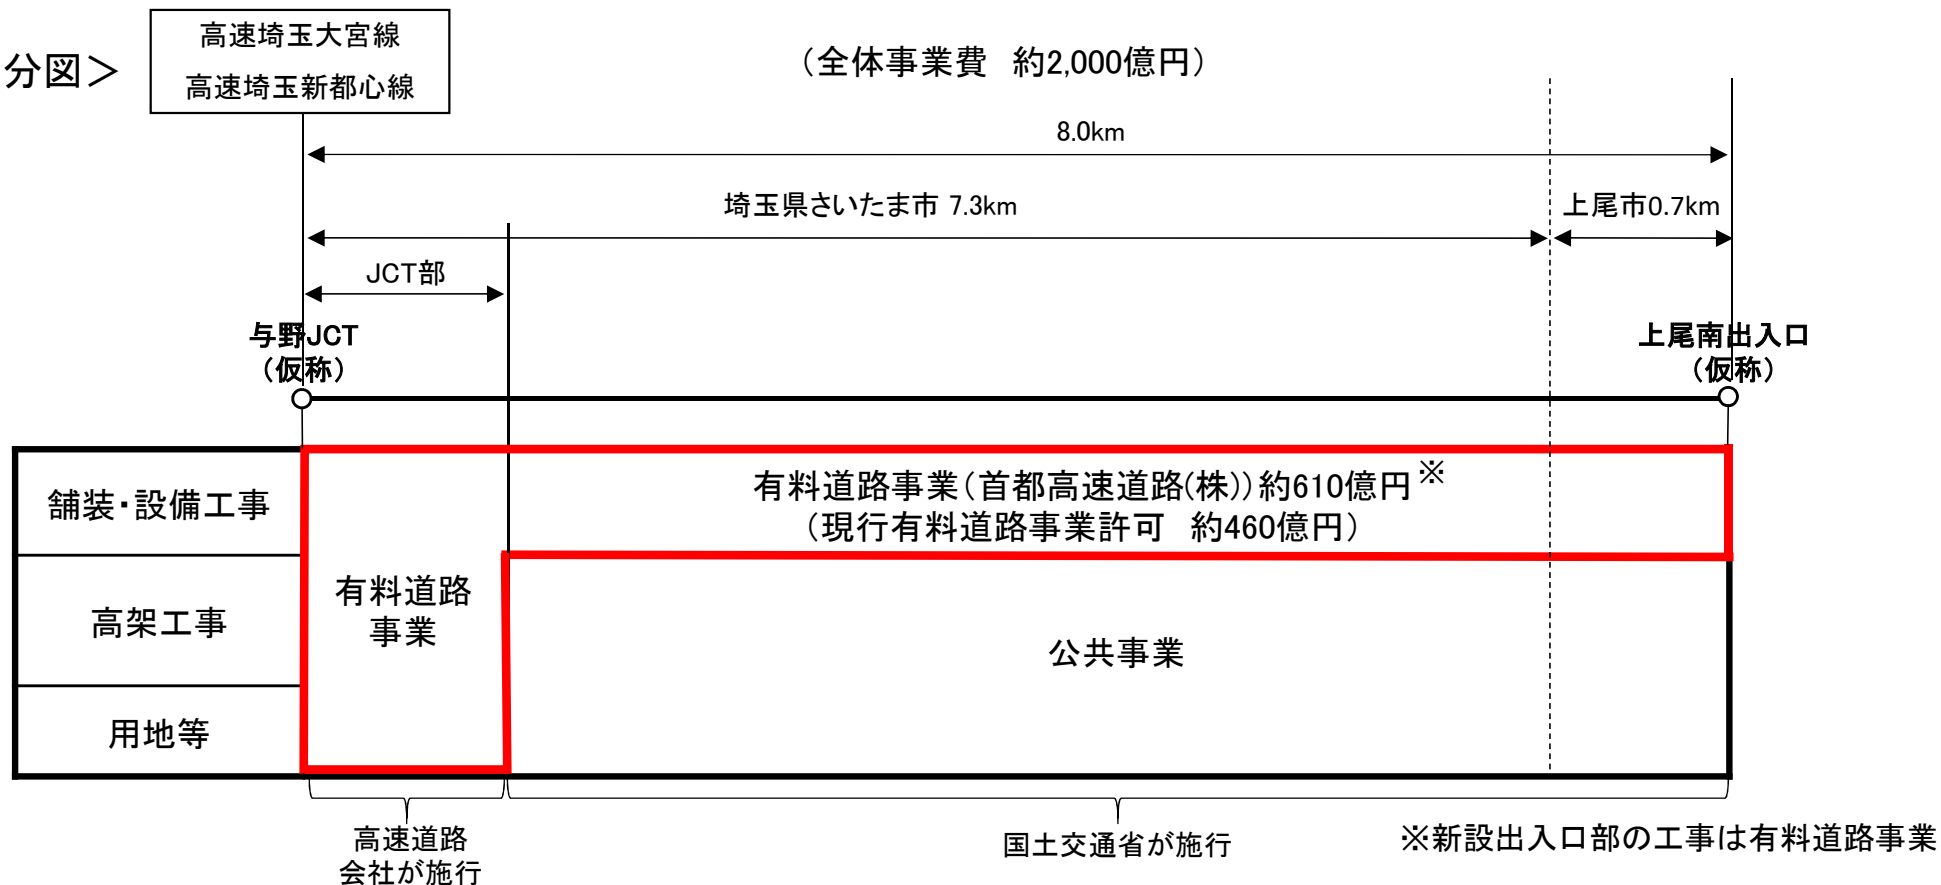 高速埼玉大宮線
高速埼玉新都心線
分図＞
（全体事業費　約2,000億円）
8.0km
埼玉県さいたま市 7.3km
上尾市0.7km
JCT部
与野JCT
（仮称）
上尾南出入口
（仮称）
舗装・設備工事
有料道路事業（首都高速道路(株)）約610億円※
（現行有料道路事業許可　約460億円）
有料道路
事業
高架工事
公共事業
用地等
高速道路
会社が施行
国土交通省が施行
※新設出入口部の工事は有料道路事業